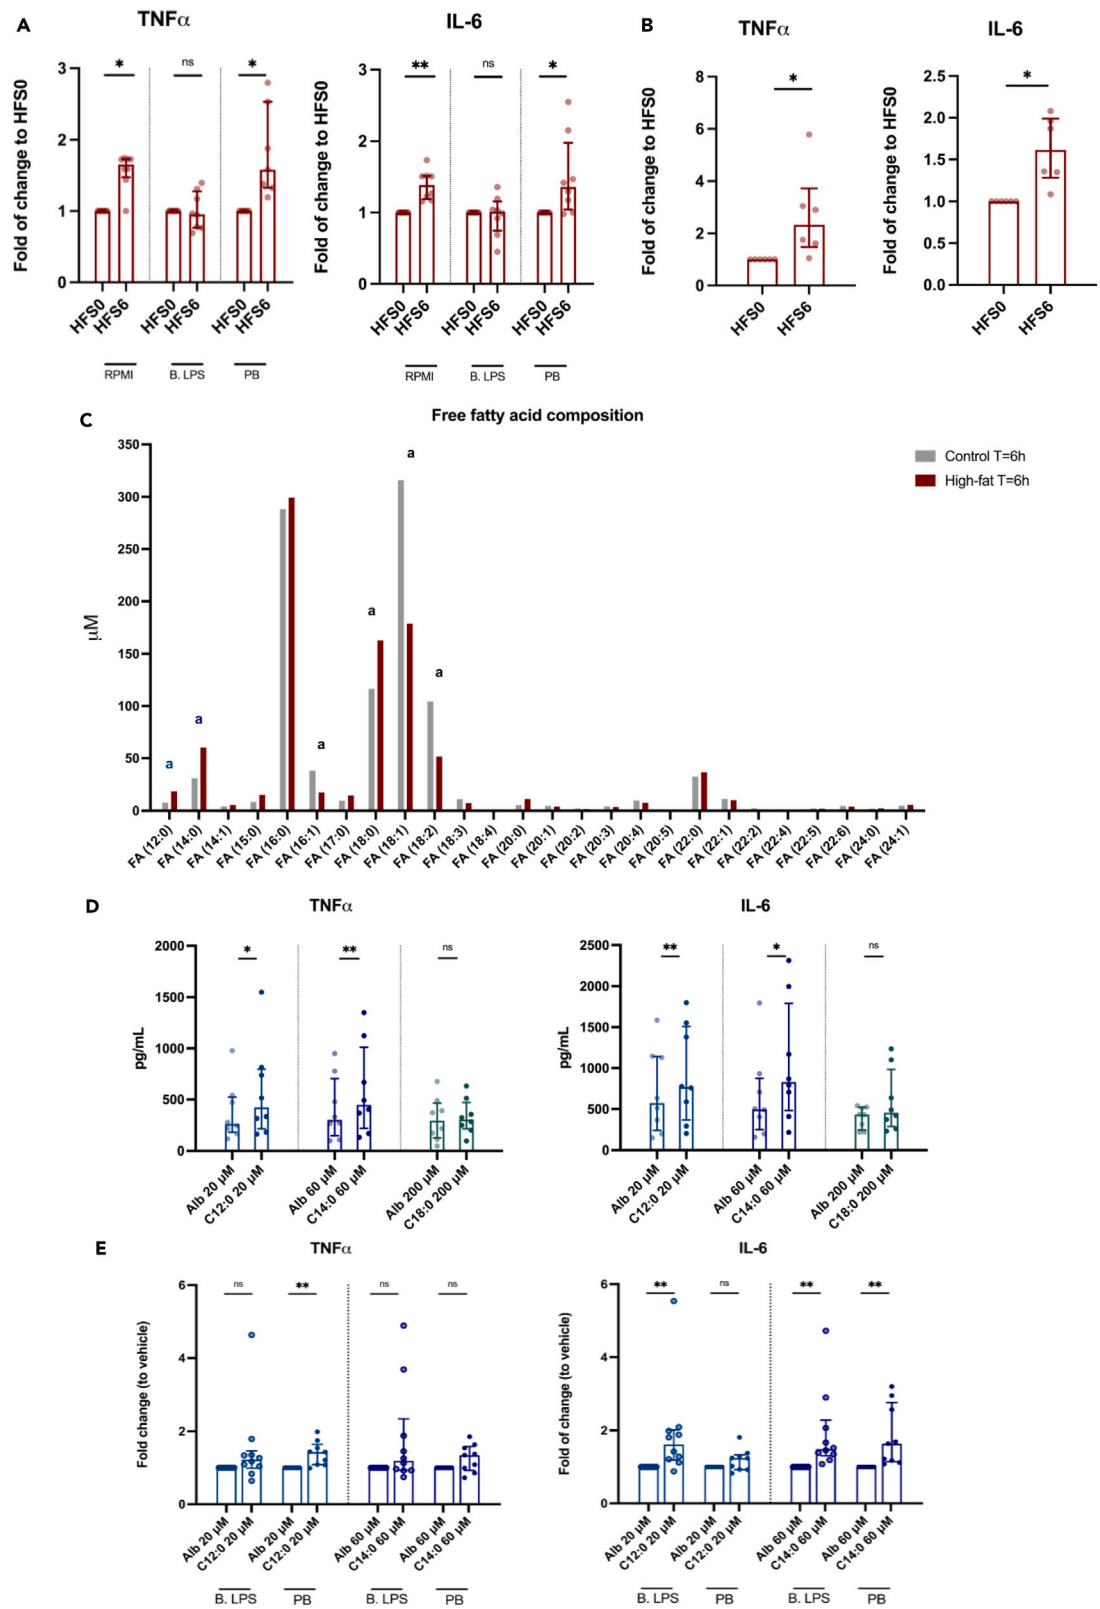 A
TNFα
IL-6
B
TNFα
IL-6
Fold of change to HFS0
3
2
1
0
*
ns
*
HFS0
HFS6
HFS0
HFS6
HFS0
HFS6
RPMI
B. LPS
PB
Fold of change to HFS0
3
2
1
0
**
ns
*
HFS0
HFS6
HFS0
HFS6
HFS0
HFS6
RPMI
B. LPS
PB
Fold of change to HFS0
8
6
4
2
0
*
HFS0
HFS6
Fold of change to HFS0
2.5
2.0
1.5
1.0
0.5
0.0
*
HFS0
HFS6
C
Free fatty acid composition
Control T=6h
High-fat T=6h
μM
350
300
250
200
150
100
50
0
a
a
a
a
a
a
FA (12:0)
FA (14:0)
FA (14:1)
FA (15:0)
FA (16:0)
FA (16:1)
FA (17:0)
FA (18:0)
FA (18:1)
FA (18:2)
FA (18:3)
FA (18:4)
FA (20:0)
FA (20:1)
FA (20:2)
FA (20:3)
FA (20:4)
FA (20:5)
FA (22:0)
FA (22:1)
FA (22:2)
FA (22:4)
FA (22:5)
FA (22:6)
FA (24:0)
FA (24:1)
D
TNFα
pg/mL
2000
1500
1000
500
0
*
**
ns
Alb 20 μM
C12:0 20 μM
Alb 60 μM
C14:0 60 μM
Alb 200 μM
C18:0 200 μM
IL-6
pg/mL
2500
2000
1500
1000
500
0
**
*
ns
Alb 20 μM
C12:0 20 μM
Alb 60 μM
C14:0 60 μM
Alb 200 μM
C18:0 200 μM
E
TNFα
Fold change (to vehicle)
6
4
2
0
ns
**
ns
ns
Alb 20 μM
C12:0 20 μM
Alb 20 μM
C12:0 20 μM
Alb 60 μM
C14:0 60 μM
Alb 60 μM
C14:0 60 μM
B. LPS
PB
B. LPS
PB
IL-6
Fold of change (to vehicle)
6
4
2
0
**
ns
**
**
Alb 20 μM
C12:0 20 μM
Alb 20 μM
C12:0 20 μM
Alb 60 μM
C14:0 60 μM
Alb 60 μM
C14:0 60 μM
B. LPS
PB
B. LPS
PB